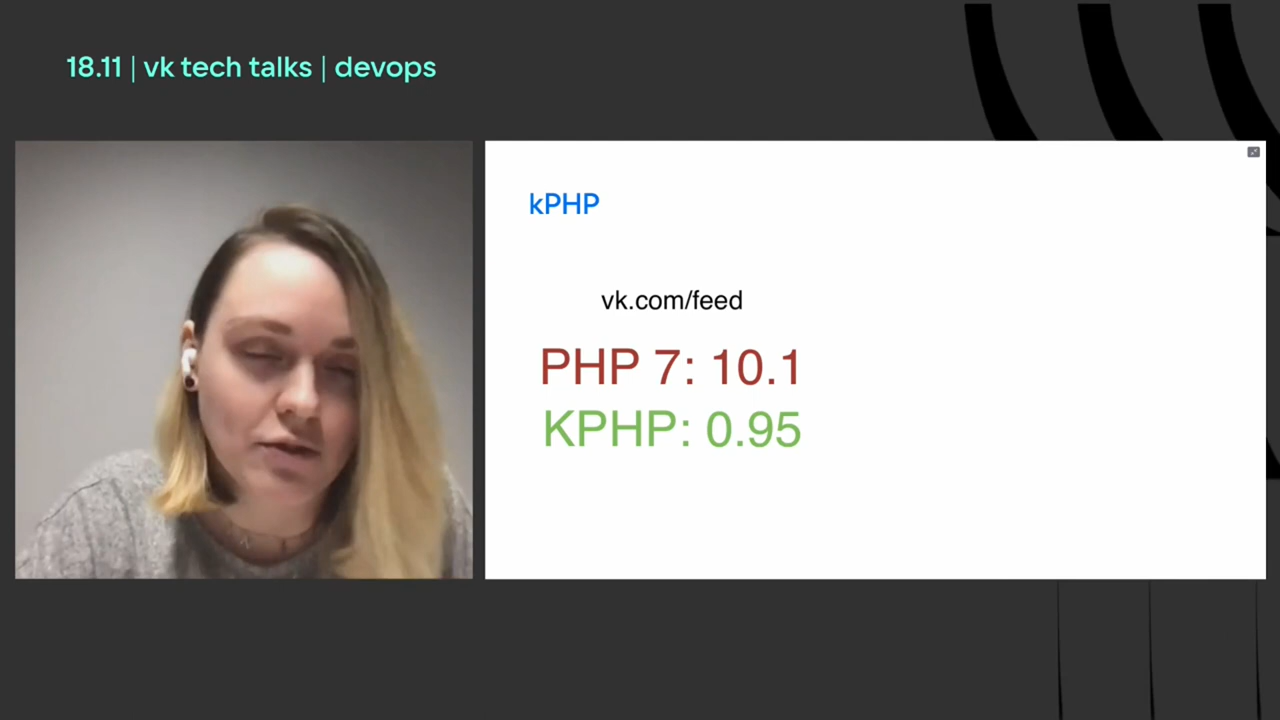 18.11 | vk tech talks | devops
kPHP
vk.com/feed
PHP 7: 10.1
KPHP: 0.95